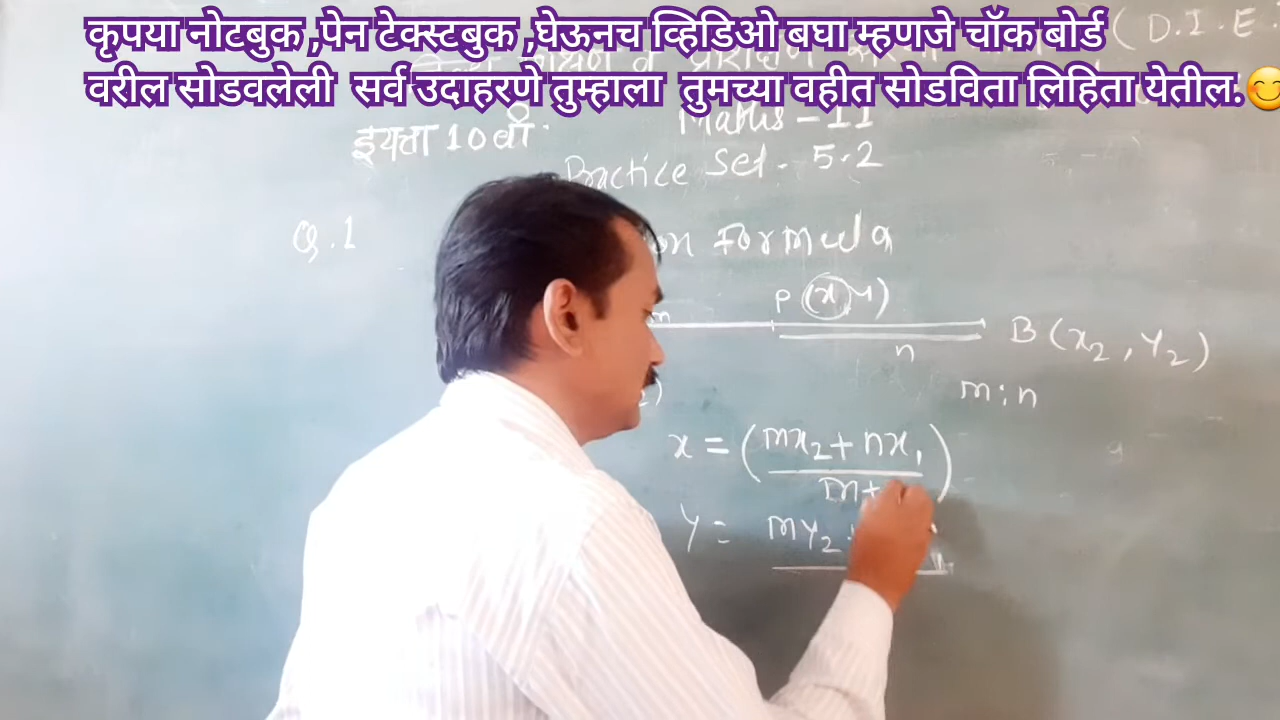 कृपया नोटबुक ,पेन टेक्स्टबुक ,घेऊनच व्हिडिओ बघा म्हणजे चॉक बोर्ड
वरील सोडवलेली सर्व उदाहरणे तुम्हाला तुमच्या वहीत सोडविता लिहिता येतील.😊
( D.I.E.
इयत्ता 10 वी. Maths - II
Practice Set - 5.2
Q.1 Formula
P (x, y)
m
n
B (x₂, y₂)
m : n
x = (mx₂ + nx₁
m+
y = my₂